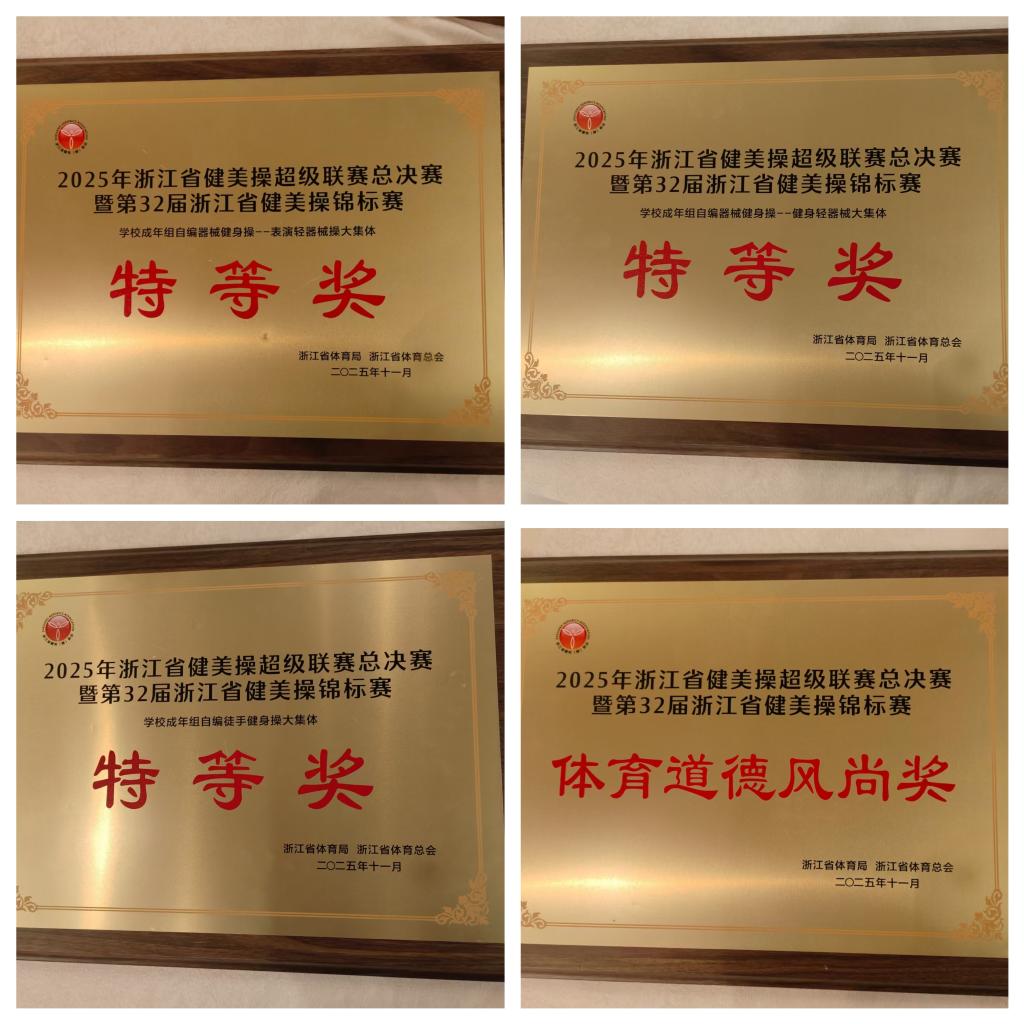 2025年浙江省健美操超级联赛总决赛
暨第32届浙江省健美操锦标赛
学校成年组自编器械健身操--表演轻器械操大集体
特等奖
浙江省体育局 浙江省体育总会
二〇二五年十一月
2025年浙江省健美操超级联赛总决赛
暨第32届浙江省健美操锦标赛
学校成年组自编器械健身操--健身轻器械大集体
特等奖
浙江省体育局 浙江省体育总会
二〇二五年十一月
2025年浙江省健美操超级联赛总决赛
暨第32届浙江省健美操锦标赛
学校成年组自编徒手健身操大集体
特等奖
浙江省体育局 浙江省体育总会
二〇二五年十一月
2025年浙江省健美操超级联赛总决赛
暨第32届浙江省健美操锦标赛
体育道德风尚奖
浙江省体育局 浙江省体育总会
二〇二五年十一月